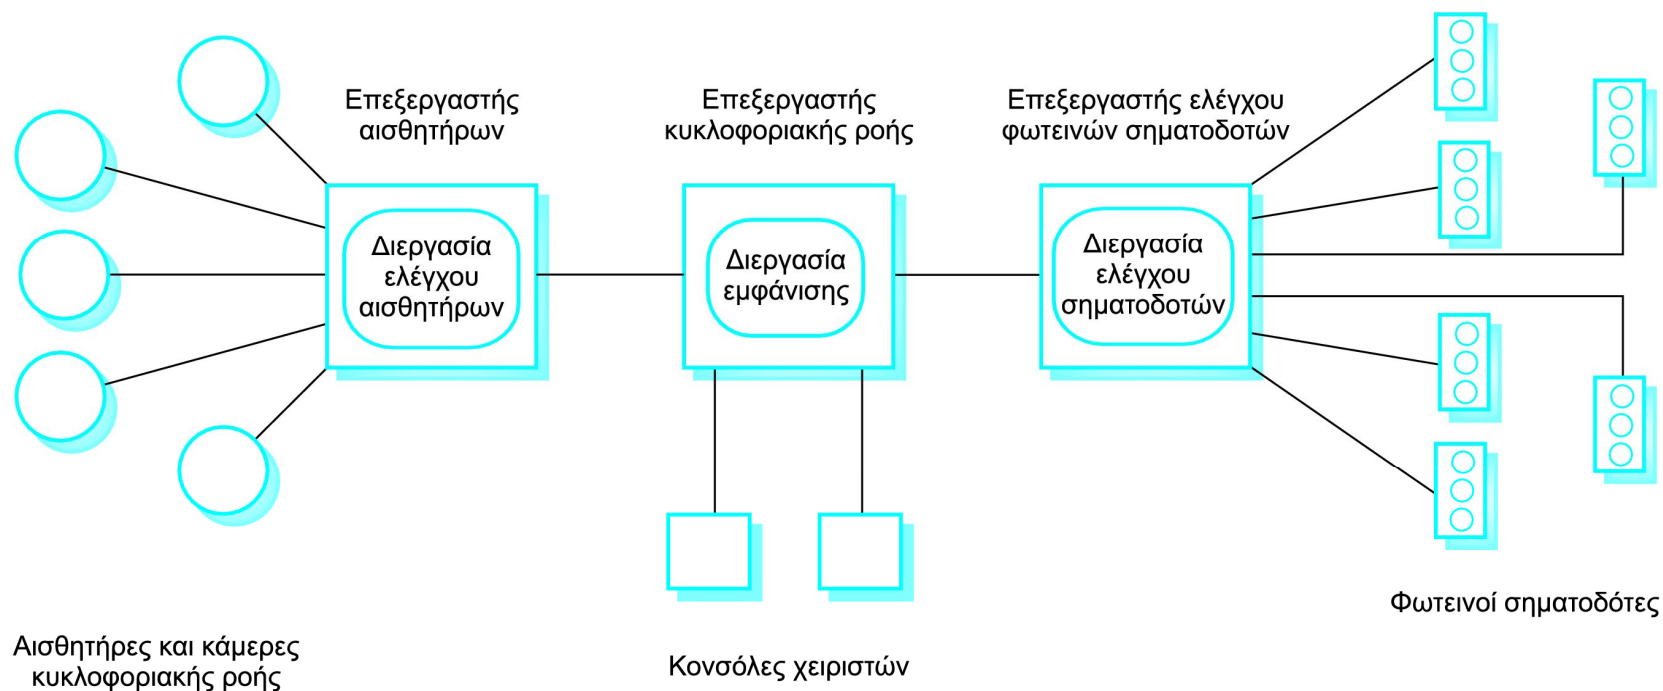 Επεξεργαστής
αισθητήρων
Επεξεργαστής
κυκλοφοριακής ροής
Επεξεργαστής ελέγχου
φωτεινών σηματοδοτών
Διεργασία
ελέγχου
αισθητήρων
Διεργασία
εμφάνισης
Διεργασία
ελέγχου
σηματοδοτών
Φωτεινοί σηματοδότες
Αισθητήρες και κάμερες
κυκλοφοριακής ροής
Κονσόλες χειριστών